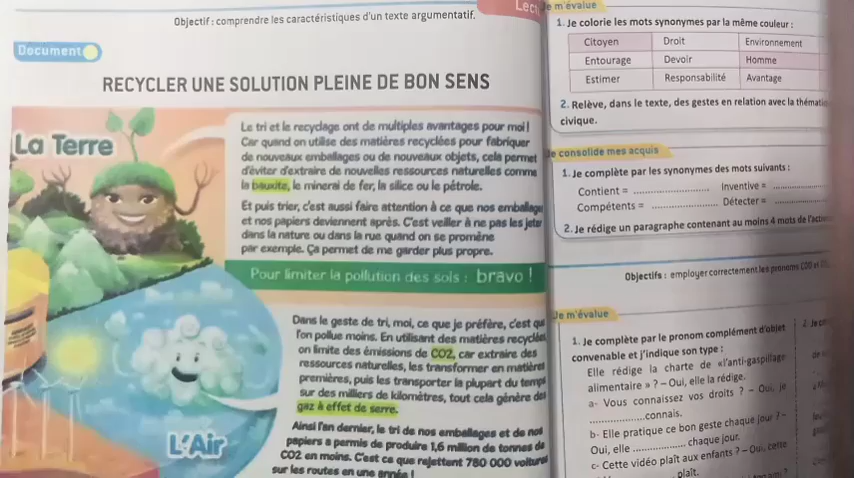 Objectif : comprendre les caractéristiques d'un texte argumentatif.
Document
RECYCLER UNE SOLUTION PLEINE DE BON SENS
La Terre
Le tri et le recyclage ont de multiples avantages pour moi !
Car quand on utilise des matières recyclées pour fabriquer
de nouveaux emballages ou de nouveaux objets, cela permet
d'éviter d'extraire de nouvelles ressources naturelles comme
la bauxite, le minerai de fer, la silice ou le pétrole.
Et puis trier, c'est aussi faire attention à ce que nos emballage
et nos papiers deviennent après. C'est veiller à ne pas les jeter
dans la nature ou dans la rue quand on se promène
par exemple. Ça permet de me garder plus propre.
Pour limiter la pollution des sols : bravo !
Dans le geste de tri, moi, ce que je préfère, c'est que
l'on pollue moins. En utilisant des matières recyclées
on limite des émissions de CO2, car extraire des
ressources naturelles, les transformer en matières
premières, puis les transporter la plupart du temps
sur des milliers de kilomètres, tout cela génère des
gaz à effet de serre.
L'Air
Ainsi l'an dernier, le tri de nos emballages et de nos
papiers a permis de produire 1,6 million de tonnes de
CO2 en moins. C'est ce que rejettent 780 000 voitures
sur les routes en une année !
Lect
Je m'évalue
1. Je colorie les mots synonymes par la même couleur :
Citoyen Droit Environnement
Entourage Devoir Homme
Estimer Responsabilité Avantage
2. Relève, dans le texte, des gestes en relation avec la thématiq
civique.
Je consolide mes acquis
1. Je complète par les synonymes des mots suivants :
Contient = .................... Inventive = ....................
Compétents = .................... Détecter = ....................
2. Je rédige un paragraphe contenant au moins 4 mots de l'activ
Objectifs : employer correctement les pronoms COD et
Je m'évalue
1. Je complète par le pronom complément d'objet
convenable et j'indique son type :
Elle rédige la charte de «l'anti-gaspillage
alimentaire » ? – Oui, elle la rédige.
a- Vous connaissez vos droits ? – Oui, je
....................connais.
b- Elle pratique ce bon geste chaque jour ? –
Oui, elle .................... chaque jour.
c- Cette vidéo plaît aux enfants ? – Oui, cette
plaît.